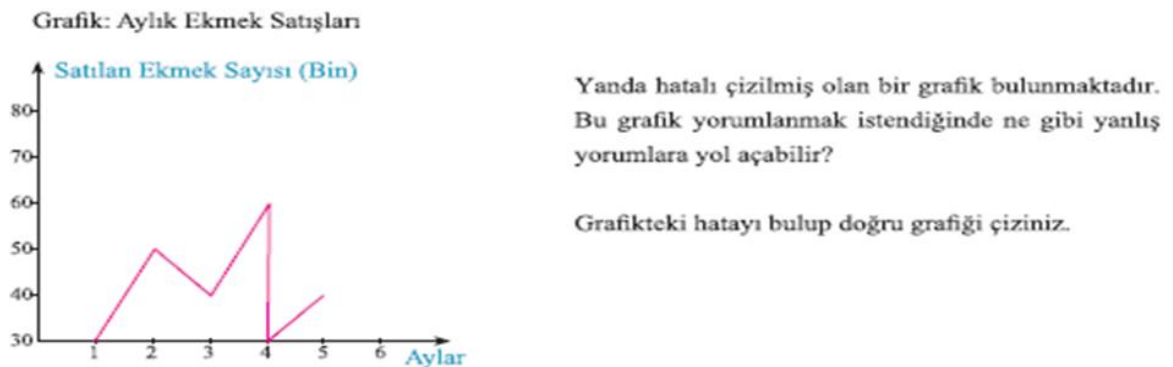 Grafik: Aylık Ekmek Satışları
Satılan Ekmek Sayısı (Bin)
80
70
60
50
40
30
1 2 3 4 5 6 Aylar
Yanda hatalı çizilmiş olan bir grafik bulunmaktadır.
Bu grafik yorumlanmak istendiğinde ne gibi yanlış
yorumlara yol açabilir?
Grafikteki hatayı bulup doğru grafiği çiziniz.